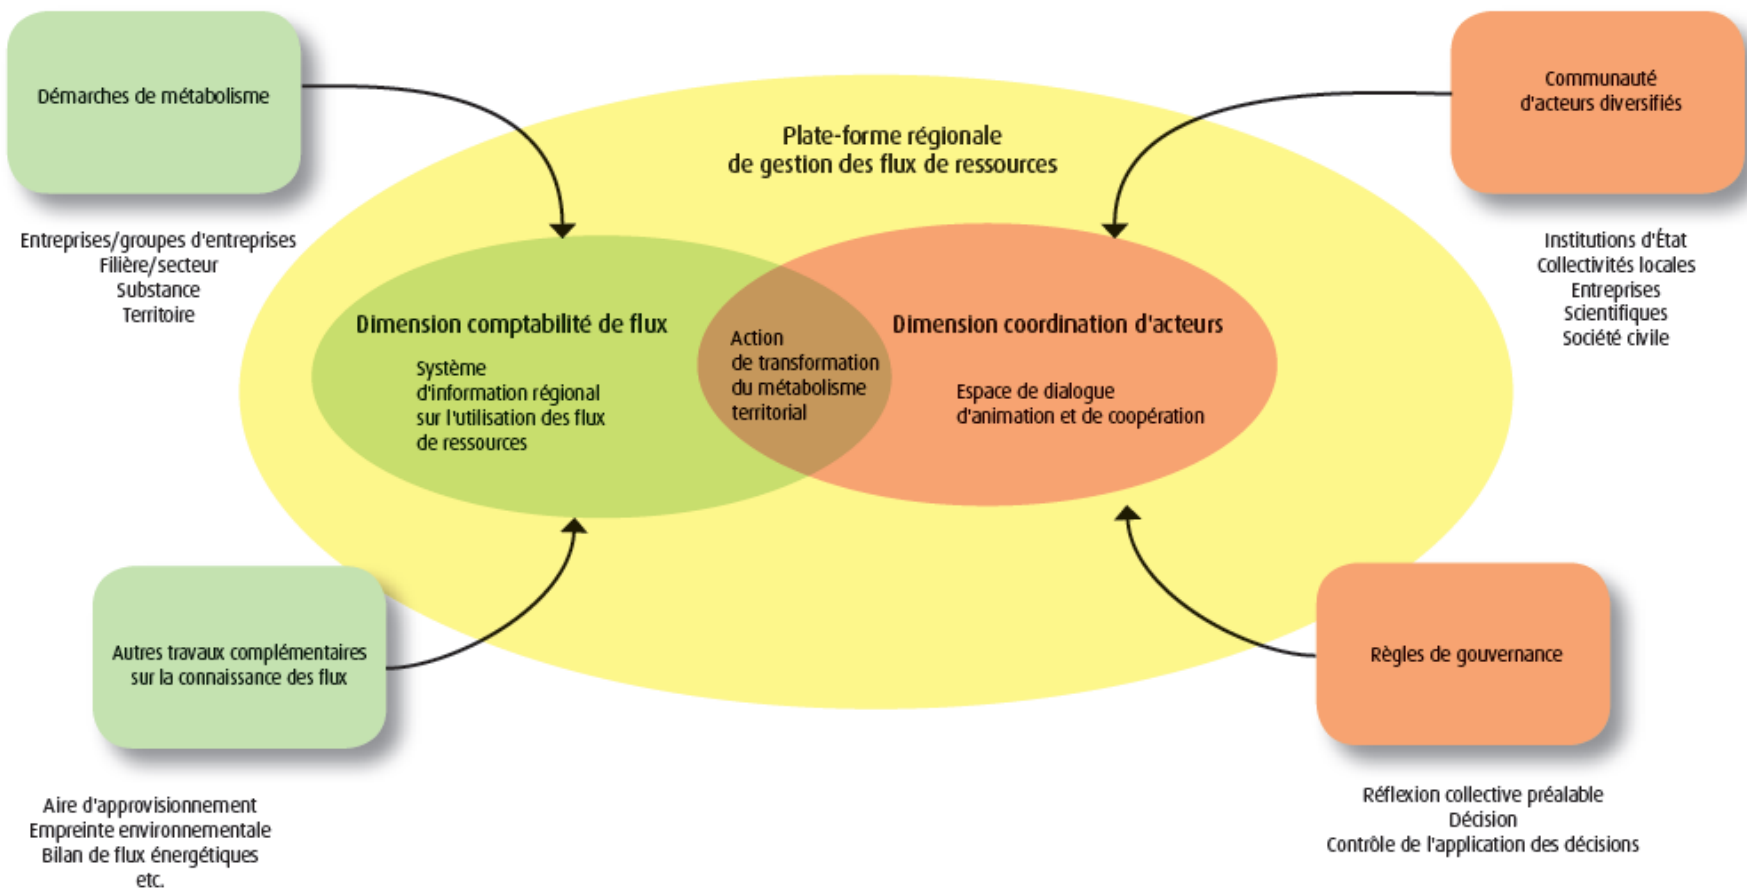 Démarches de métabolisme
Entreprises/groupes d'entreprises
Filière/secteur
Substance
Territoire
Communauté
d'acteurs diversifiés
Institutions d'État
Collectivités locales
Entreprises
Scientifiques
Société civile
Plate-forme régionale
de gestion des flux de ressources
Dimension comptabilité de flux
Système
d'information régional
sur l'utilisation des flux
de ressources
Action
de transformation
du métabolisme
territorial
Dimension coordination d'acteurs
Espace de dialogue
d'animation et de coopération
Autres travaux complémentaires
sur la connaissance des flux
Aire d'approvisionnement
Empreinte environnementale
Bilan de flux énergétiques
etc.
Règles de gouvernance
Réflexion collective préalable
Décision
Contrôle de l'application des décisions